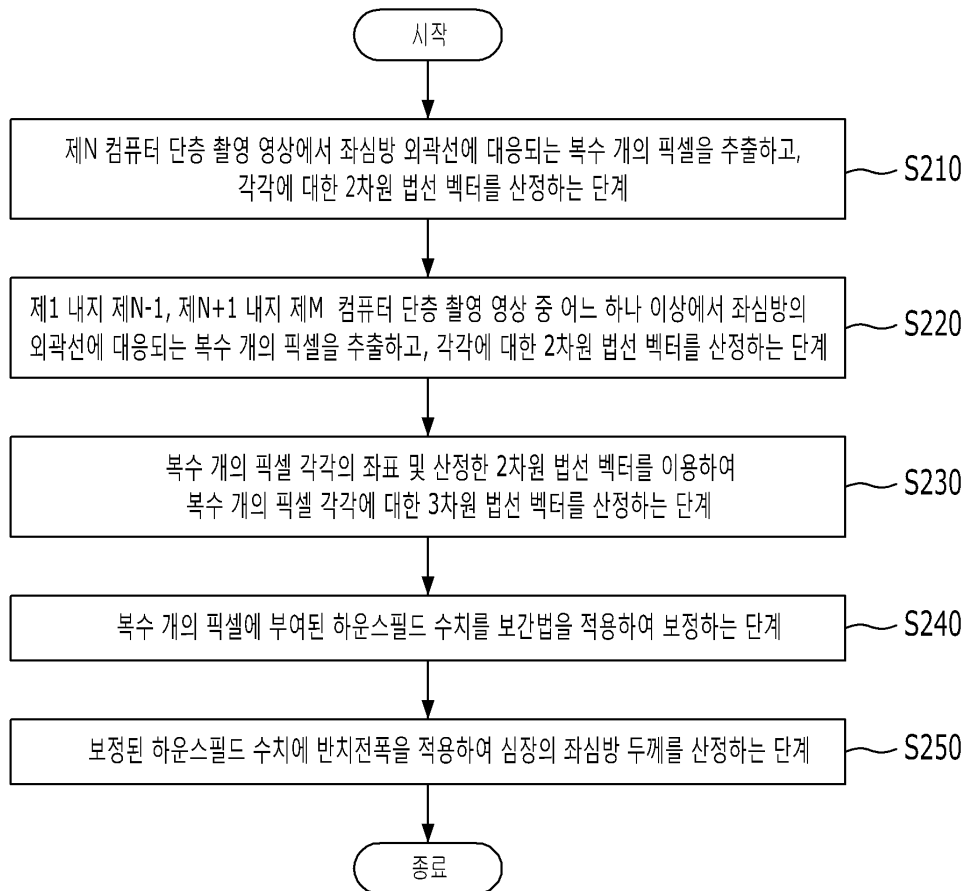 시작
제N 컴퓨터 단층 촬영 영상에서 좌심방 외곽선에 대응되는 복수 개의 픽셀을 추출하고,
각각에 대한 2차원 법선 벡터를 산정하는 단계
S210
제1 내지 제N-1, 제N+1 내지 제M 컴퓨터 단층 촬영 영상 중 어느 하나 이상에서 좌심방의
외곽선에 대응되는 복수 개의 픽셀을 추출하고, 각각에 대한 2차원 법선 벡터를 산정하는 단계
S220
복수 개의 픽셀 각각의 좌표 및 산정한 2차원 법선 벡터를 이용하여
복수 개의 픽셀 각각에 대한 3차원 법선 벡터를 산정하는 단계
S230
복수 개의 픽셀에 부여된 하운스필드 수치를 보간법을 적용하여 보정하는 단계
S240
보정된 하운스필드 수치에 반치전폭을 적용하여 심장의 좌심방 두께를 산정하는 단계
S250
종료